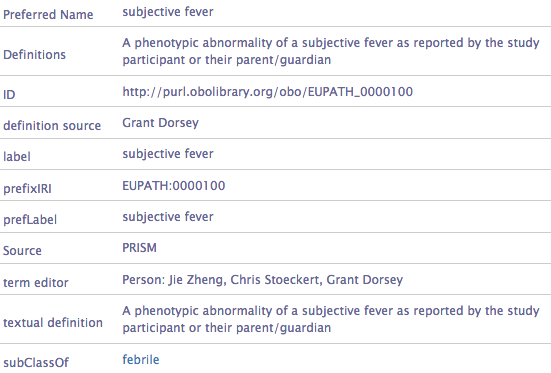 Preferred Name subjective fever
Definitions A phenotypic abnormality of a subjective fever as reported by the study
participant or their parent/guardian
ID http://purl.obolibrary.org/obo/EUPATH_0000100
definition source Grant Dorsey
label subjective fever
prefixIRI EUPATH:0000100
prefLabel subjective fever
Source PRISM
term editor Person: Jie Zheng, Chris Stoeckert, Grant Dorsey
textual definition A phenotypic abnormality of a subjective fever as reported by the study
participant or their parent/guardian
subClassOf febrile